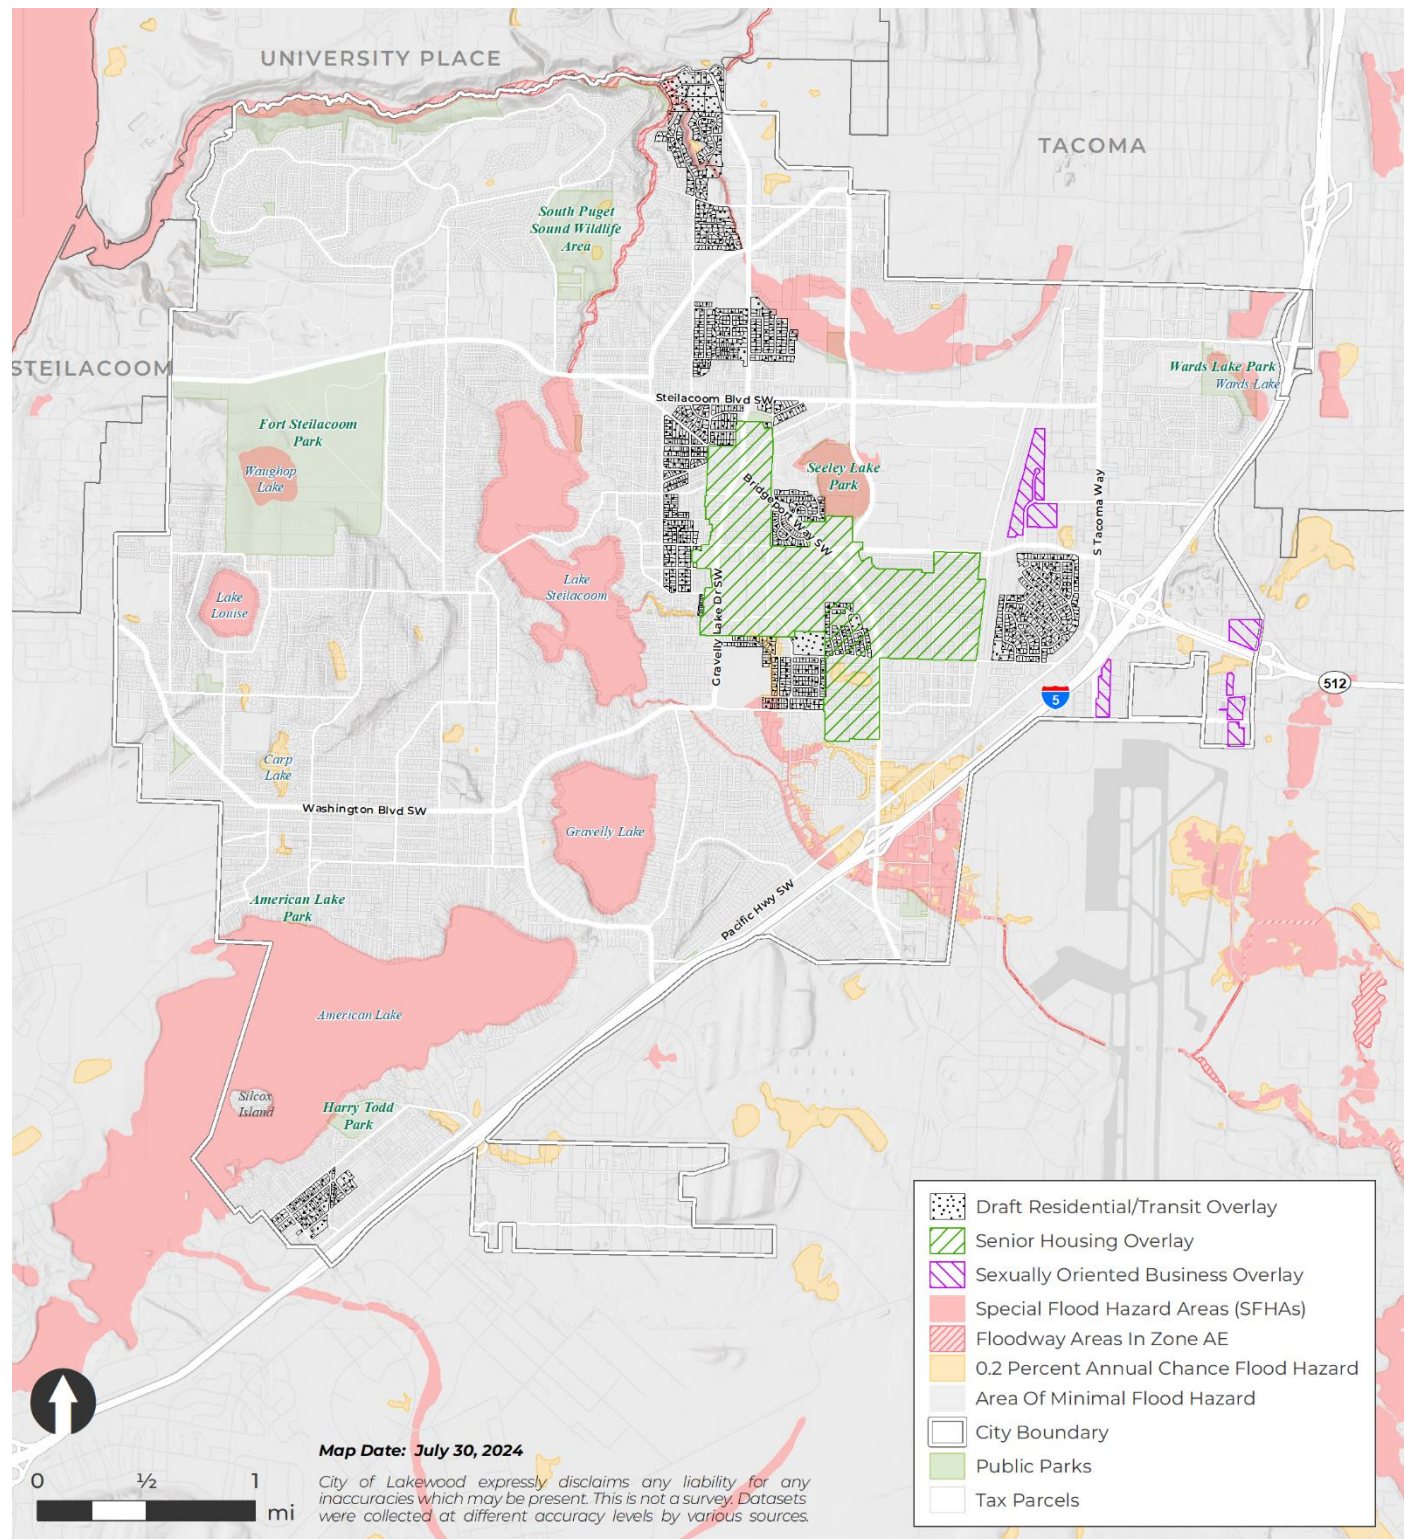 UNIVERSITY PLACE
TACOMA
South Puget
Sound Wildlife
Area
STEILACOOM
Wards Lake Park
Wards Lake
Steilacoom Blvd SW
Fort Steilacoom
Park
Waughop
Lake
Seeley Lake
Park
Bridgeport Way SW
S Tacoma Way
Lake
Louise
Lake
Steilacoom
Gravelly Lake Dr SW
512
5
Carp
Lake
Washington Blvd SW
Gravelly Lake
American Lake
Park
Pacific Hwy SW
American Lake
Silcox
Island
Harry Todd
Park
Draft Residential/Transit Overlay
Senior Housing Overlay
Sexually Oriented Business Overlay
Special Flood Hazard Areas (SFHAs)
Floodway Areas In Zone AE
0.2 Percent Annual Chance Flood Hazard
Area Of Minimal Flood Hazard
City Boundary
Public Parks
Tax Parcels
Map Date: July 30, 2024
City of Lakewood expressly disclaims any liability for any
inaccuracies which may be present. This is not a survey. Datasets
were collected at different accuracy levels by various sources.
0 ½ 1
mi